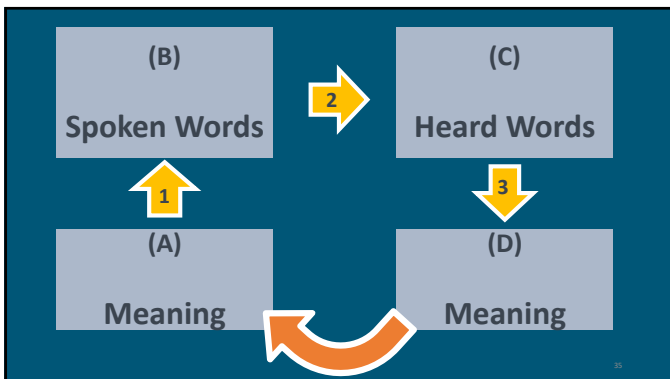 (B)
Spoken Words
2
(C)
Heard Words
1
3
(A)
Meaning
(D)
Meaning
35